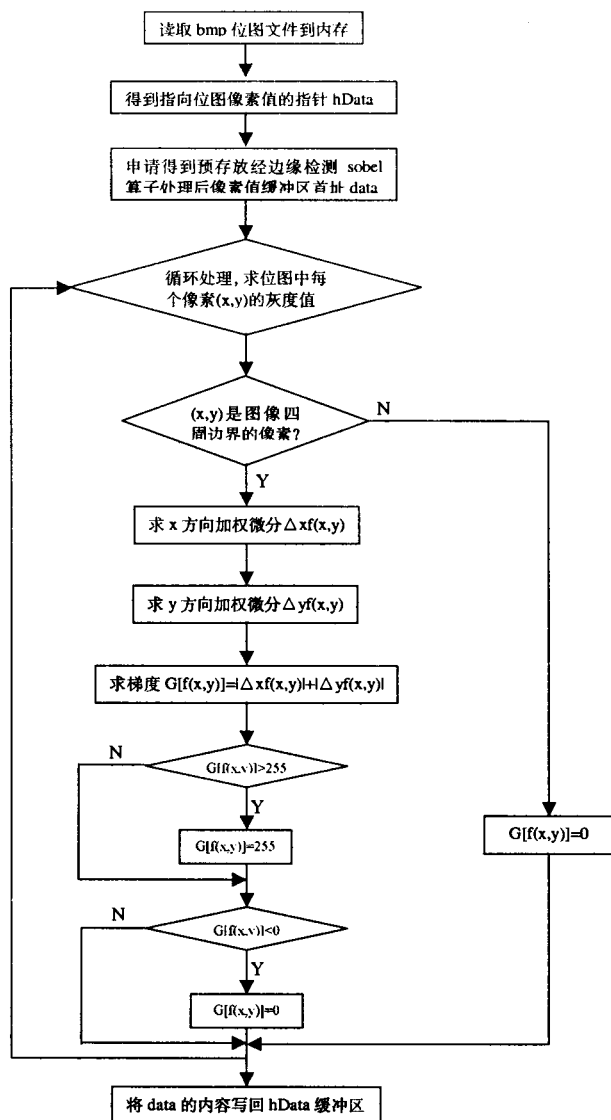 读取 bmp 位图文件到内存
得到指向位图像素值的指针 hData
申请得到预存放经边缘检测 sobel
算子处理后像素值缓冲区首址 data
循环处理, 求位图中每
个像素(x,y)的灰度值
(x,y)是图像四
周边界的像素?
N
Y
求 x 方向加权微分△xf(x,y)
求 y 方向加权微分△yf(x,y)
求梯度 G[f(x,y)]=|△xf(x,y)|+|△yf(x,y)|
N
G[f(x,y)]>255
Y
G[f(x,y)]=255
G[f(x,y)]=0
N
G[f(x,y)]<0
Y
G[f(x,y)]=0
将 data 的内容写回 hData 缓冲区